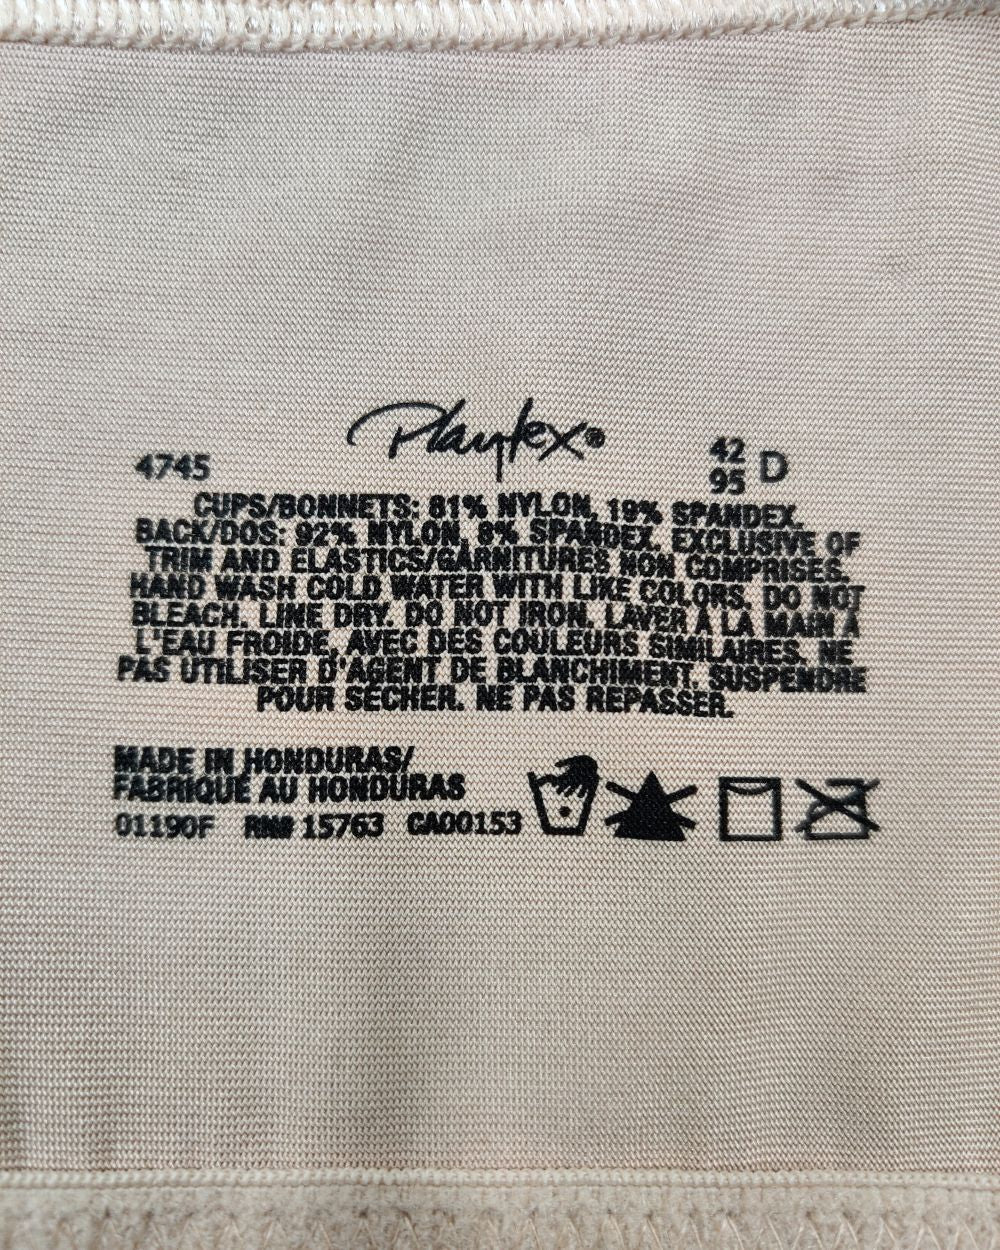 Playtex®
4745 42 95 D
CUPS/BONNETS: 81% NYLON, 19% SPANDEX.
BACK/DOS: 92% NYLON, 8% SPANDEX. EXCLUSIVE OF
TRIM AND ELASTICS/GARNITURES NON COMPRISES.
HAND WASH COLD WATER WITH LIKE COLORS. DO NOT
BLEACH. LINE DRY. DO NOT IRON. LAVER À LA MAIN À
L'EAU FROIDE, AVEC DES COULEURS SIMILAIRES. NE
PAS UTILISER D'AGENT DE BLANCHIMENT. SUSPENDRE
POUR SÉCHER. NE PAS REPASSER.
MADE IN HONDURAS/
FABRIQUÉ AU HONDURAS
01190F RN# 15763 CA00153